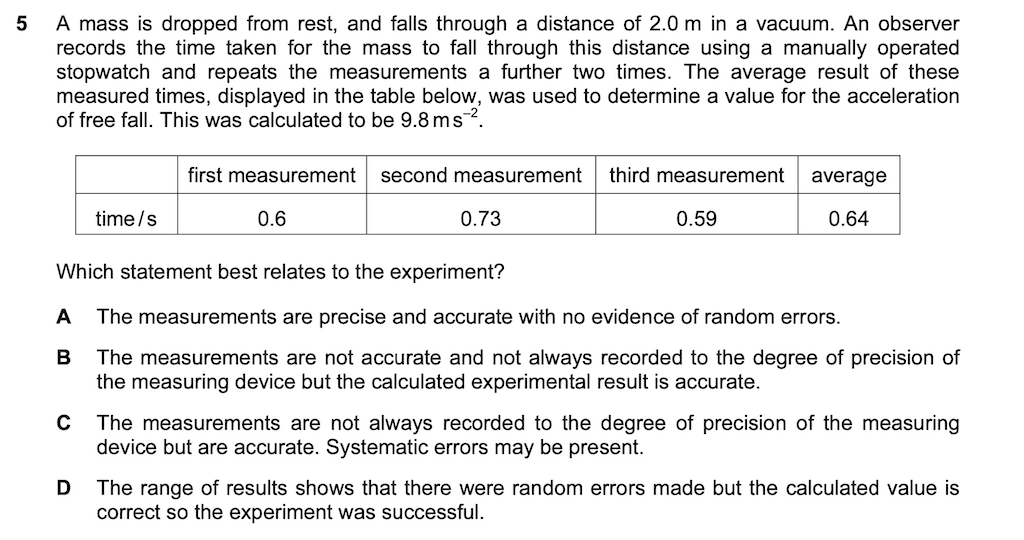 5 A mass is dropped from rest, and falls through a distance of 2.0 m in a vacuum. An observer
records the time taken for the mass to fall through this distance using a manually operated
stopwatch and repeats the measurements a further two times. The average result of these
measured times, displayed in the table below, was used to determine a value for the acceleration
of free fall. This was calculated to be 9.8 m s⁻².
first measurement second measurement third measurement average
time / s 0.6 0.73 0.59 0.64
Which statement best relates to the experiment?
A The measurements are precise and accurate with no evidence of random errors.
B The measurements are not accurate and not always recorded to the degree of precision of
the measuring device but the calculated experimental result is accurate.
C The measurements are not always recorded to the degree of precision of the measuring
device but are accurate. Systematic errors may be present.
D The range of results shows that there were random errors made but the calculated value is
correct so the experiment was successful.